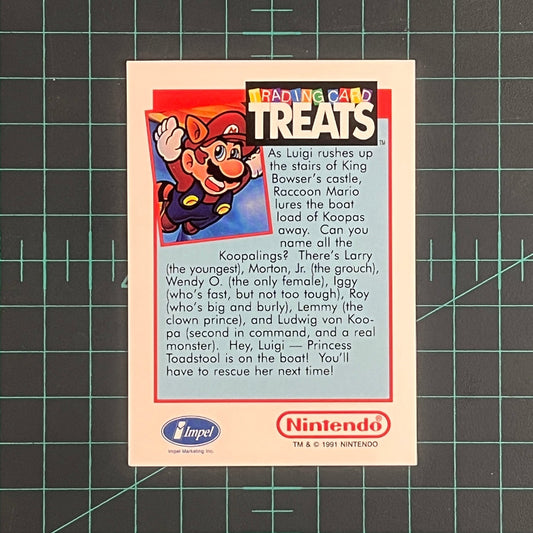 TRADING CARD
TREATS™
As Luigi rushes up
the stairs of King
Bowser's castle,
Raccoon Mario
lures the boat
load of Koopas
away. Can you
name all the
Koopalings? There's Larry
(the youngest), Morton, Jr. (the grouch),
Wendy O. (the only female), Iggy
(who's fast, but not too tough), Roy
(who's big and burly), Lemmy (the
clown prince), and Ludwig von Koo-
pa (second in command, and a real
monster). Hey, Luigi — Princess
Toadstool is on the boat! You'll
have to rescue her next time!
i Impel
Impel Marketing Inc.
Nintendo®
TM & © 1991 NINTENDO